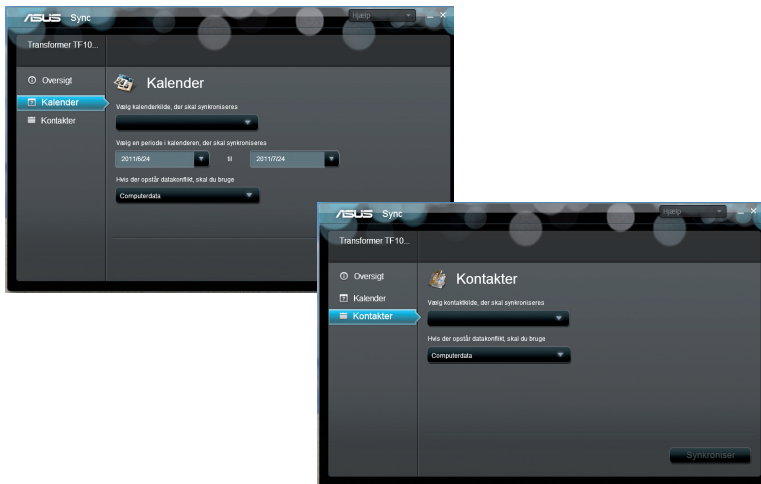 ASUS Sync
Hjælp
Transformer TF10...
Oversigt
Kalender
Kontakter
Kalender
Vælg kalenderkilde, der skal synkroniseres
Vælg en periode i kalenderen, der skal synkroniseres
2011/6/24 til 2011/7/24
Hvis der opstår datakonflikt, skal du bruge
Computerdata
ASUS Sync
Hjælp
Transformer TF10...
Oversigt
Kalender
Kontakter
Kontakter
Vælg kontaktkilde, der skal synkroniseres
Hvis der opstår datakonflikt, skal du bruge
Computerdata
Synkroniser